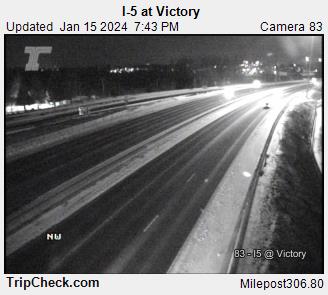 I-5 at Victory
Updated  Jan 15 2024  7:43 PM
Camera 83
T
NW
83 - I5 @ Victory
TripCheck.com
Milepost306.80